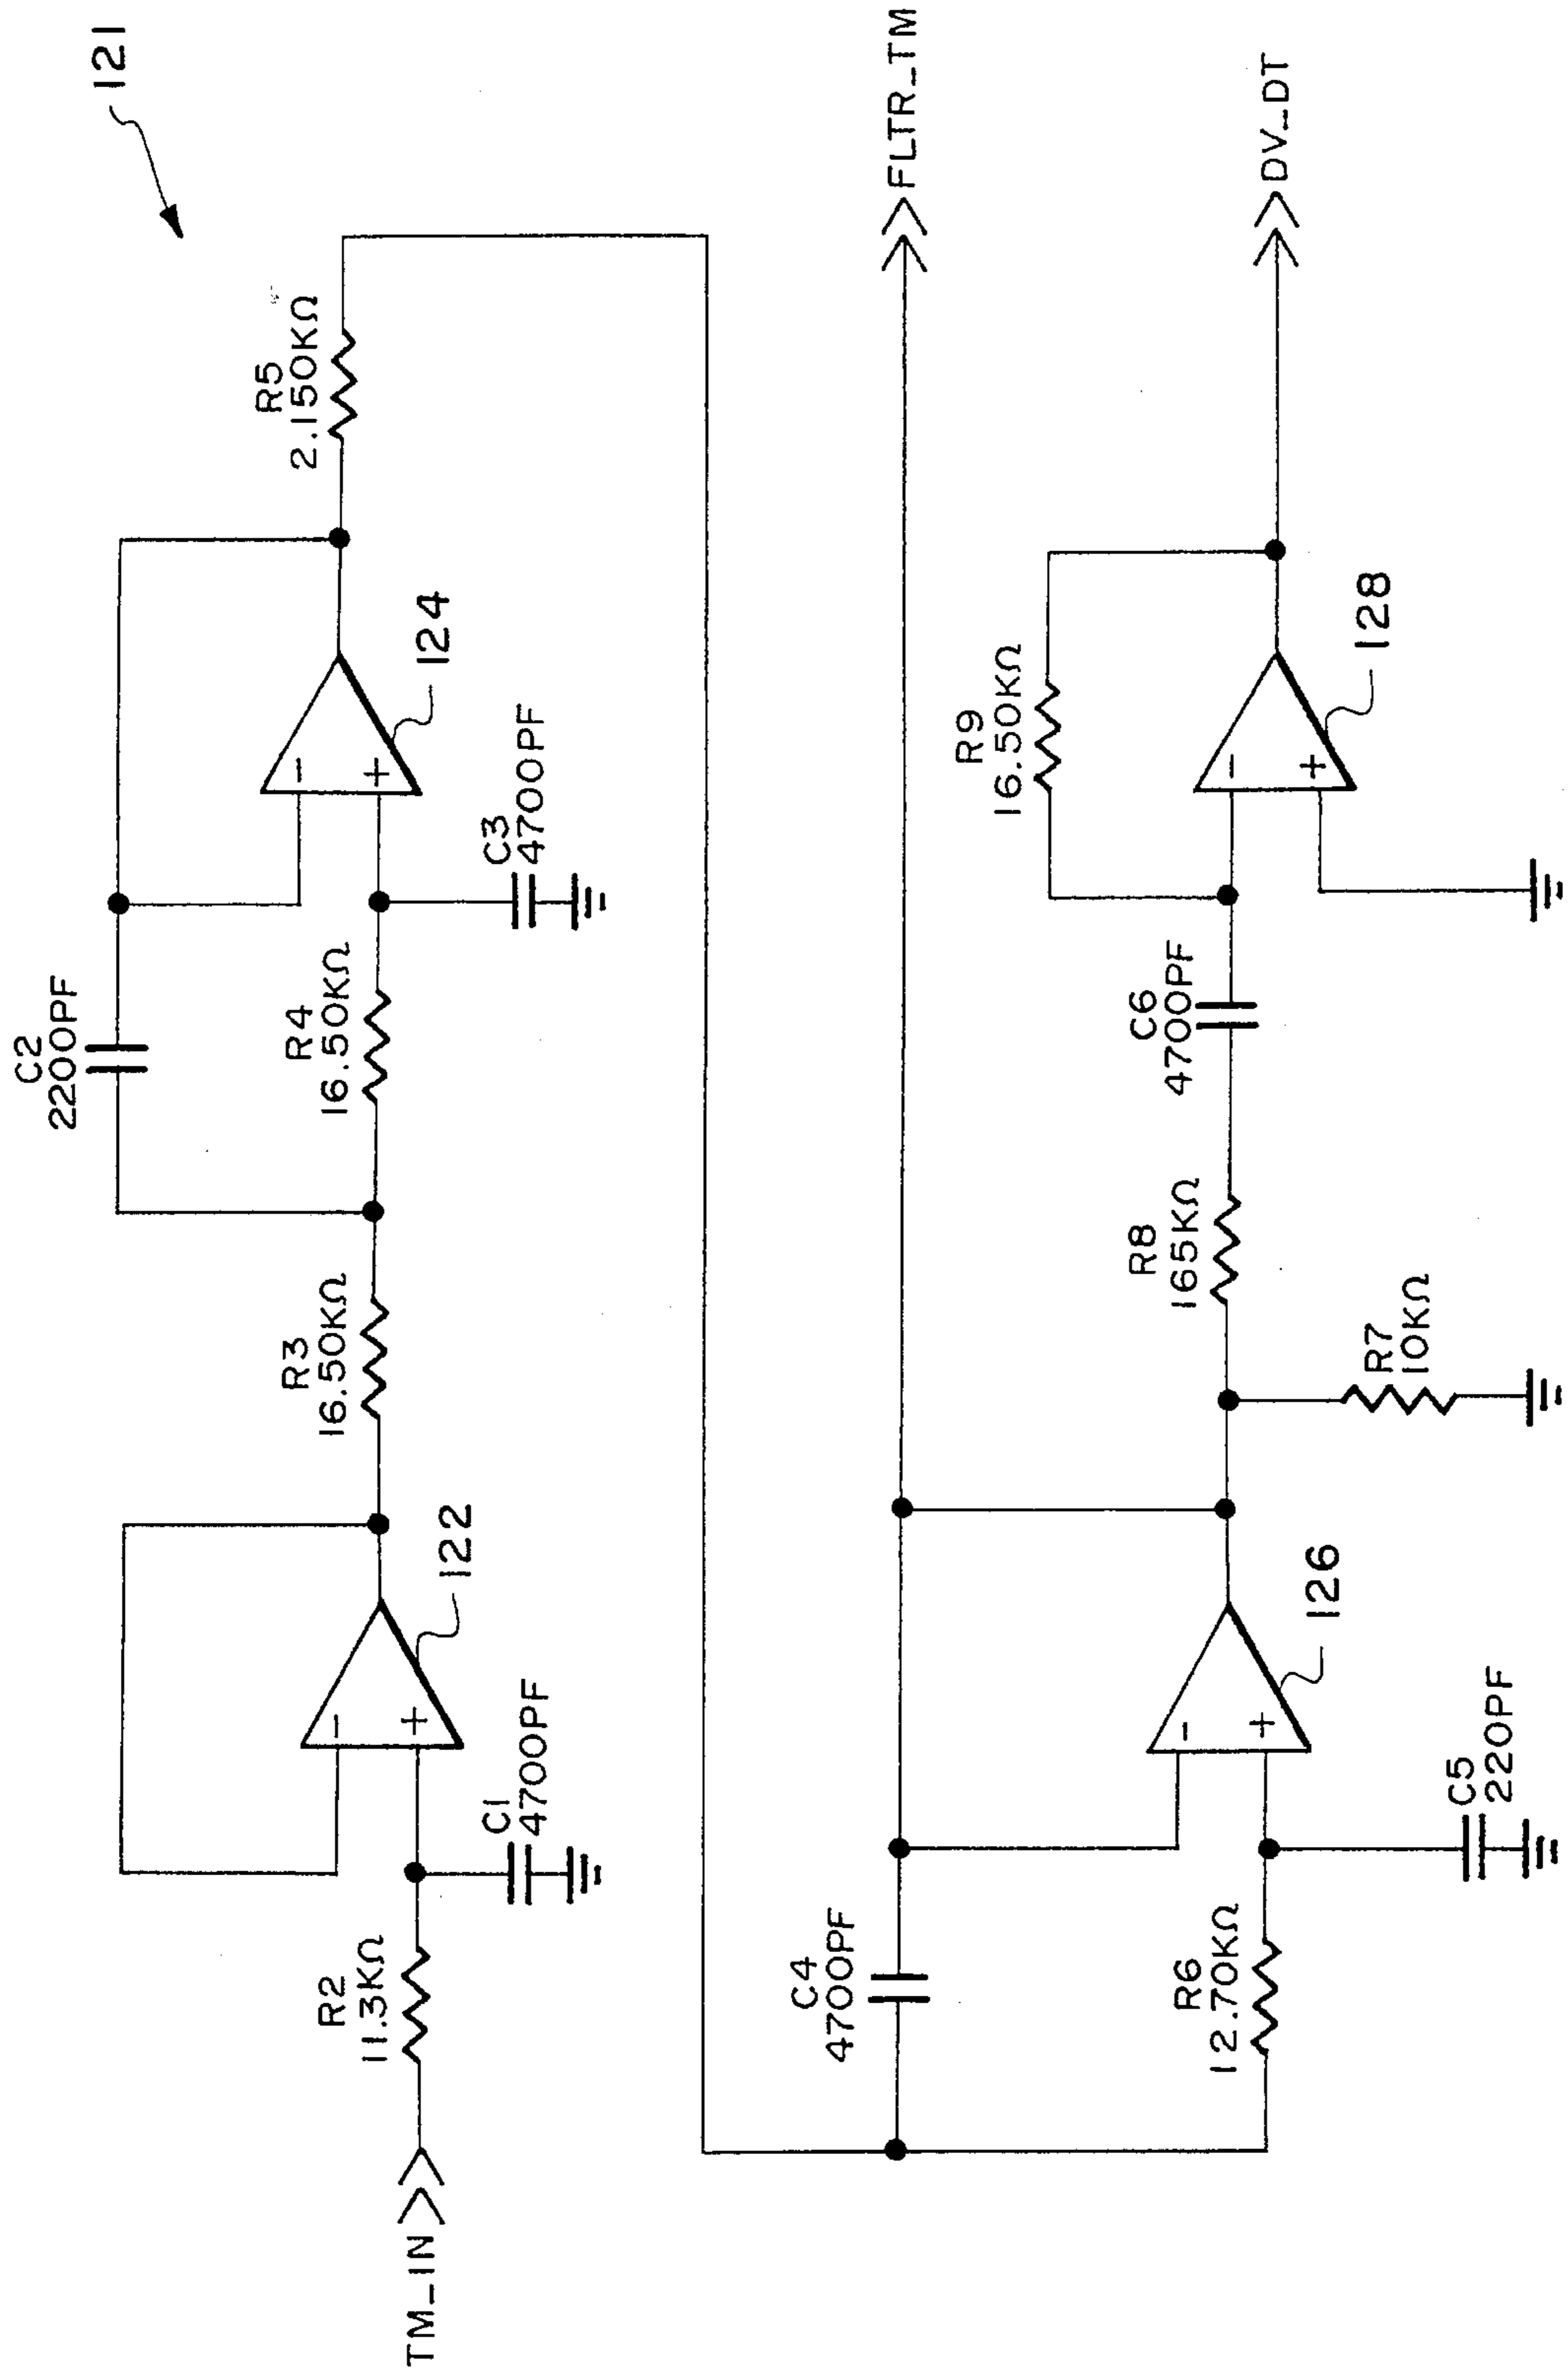 121
C2
2200PF
R5
2.150KΩ
R3
16.50KΩ
R4
16.50KΩ
-
+
124
C3
4700PF
-
+
122
TM_IN
R2
11.3KΩ
C1
4700PF
FLTR_TM
C4
4700PF
R9
16.50KΩ
DV_DT
R8
165KΩ
C6
4700PF
-
+
128
-
+
126
R6
12.70KΩ
C5
220PF
R7
10KΩ